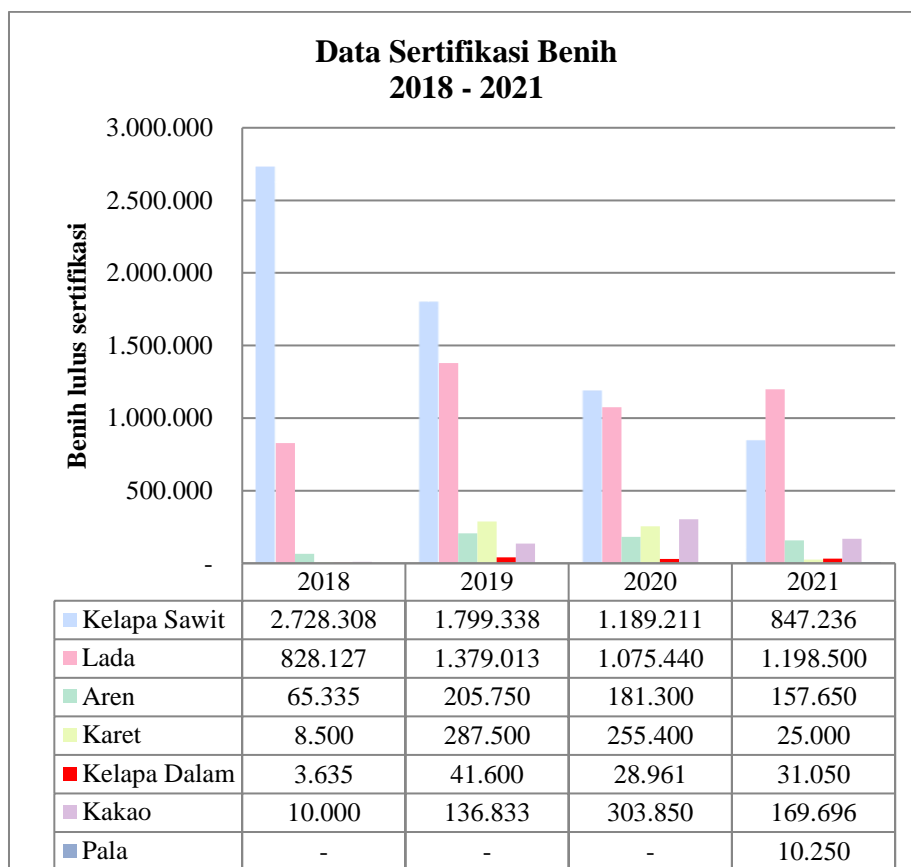 Data Sertifikasi Benih
2018 - 2021
Benih lulus sertifikasi
3.000.000
2.500.000
2.000.000
1.500.000
1.000.000
500.000
-
2018 2019 2020 2021
Kelapa Sawit 2.728.308 1.799.338 1.189.211 847.236
Lada 828.127 1.379.013 1.075.440 1.198.500
Aren 65.335 205.750 181.300 157.650
Karet 8.500 287.500 255.400 25.000
Kelapa Dalam 3.635 41.600 28.961 31.050
Kakao 10.000 136.833 303.850 169.696
Pala - - - 10.250